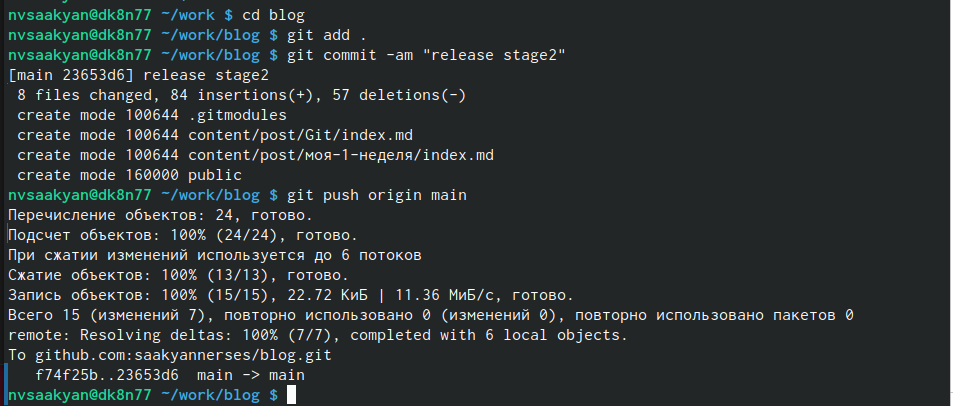 nvsaakyan@dk8n77 ~/work $ cd blog
nvsaakyan@dk8n77 ~/work/blog $ git add .
nvsaakyan@dk8n77 ~/work/blog $ git commit -am "release stage2"
[main 23653d6] release stage2
 8 files changed, 84 insertions(+), 57 deletions(-)
 create mode 100644 .gitmodules
 create mode 100644 content/post/Git/index.md
 create mode 100644 content/post/моя-1-неделя/index.md
 create mode 160000 public
nvsaakyan@dk8n77 ~/work/blog $ git push origin main
Перечисление объектов: 24, готово.
Подсчет объектов: 100% (24/24), готово.
При сжатии изменений используется до 6 потоков
Сжатие объектов: 100% (13/13), готово.
Запись объектов: 100% (15/15), 22.72 КиБ | 11.36 МиБ/с, готово.
Всего 15 (изменений 7), повторно использовано 0 (изменений 0), повторно использовано пакетов 0
remote: Resolving deltas: 100% (7/7), completed with 6 local objects.
To github.com:saakyannerses/blog.git
   f74f25b..23653d6  main -> main
nvsaakyan@dk8n77 ~/work/blog $